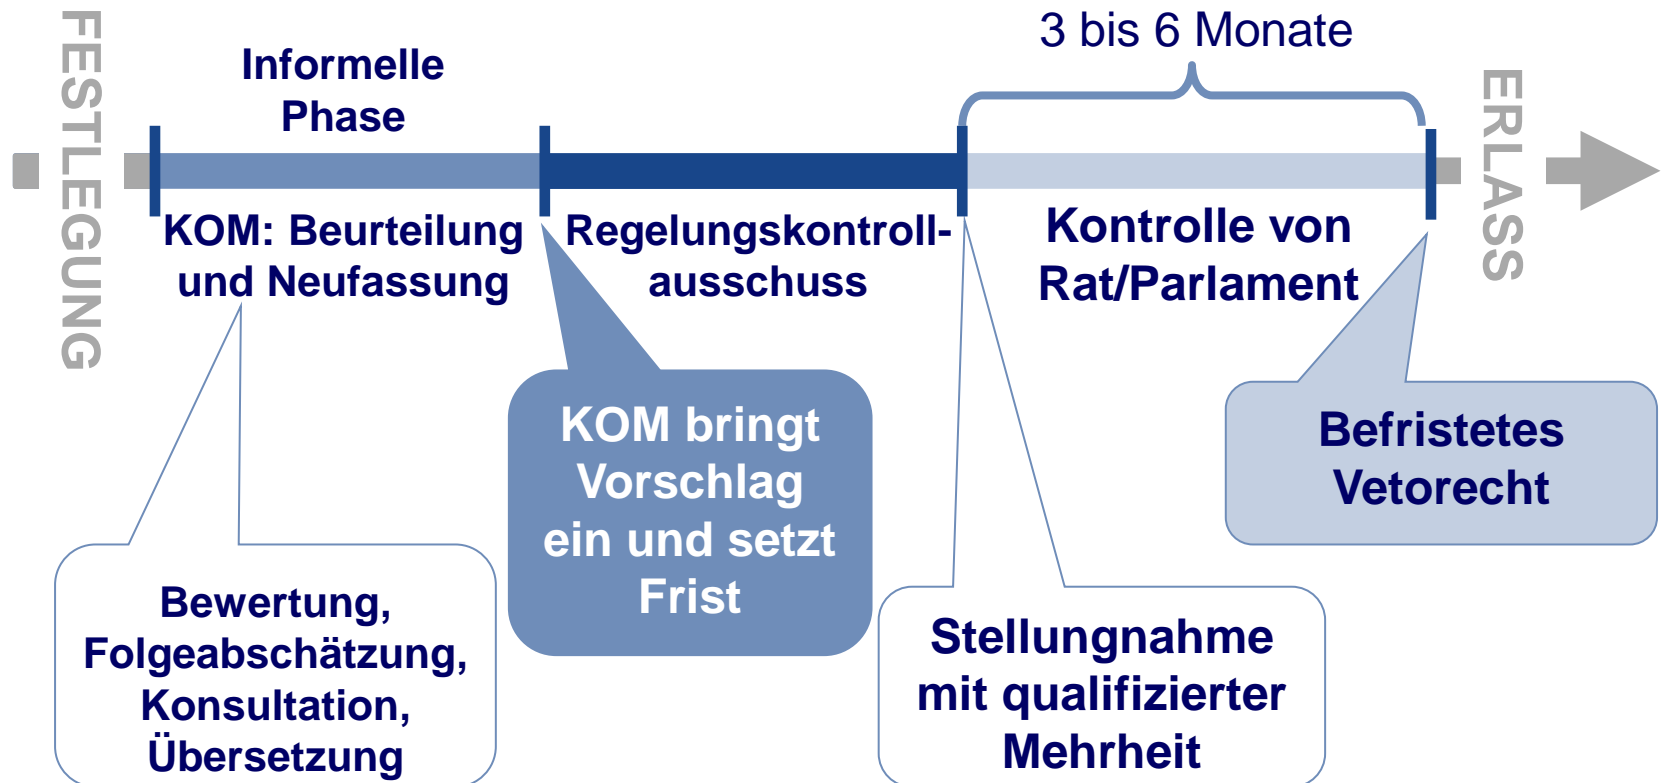 FESTLEGUNG
Informelle
Phase
3 bis 6 Monate
ERLASS
KOM: Beurteilung
und Neufassung
Regelungskontroll-
ausschuss
Kontrolle von
Rat/Parlament
Bewertung,
Folgeabschätzung,
Konsultation,
Übersetzung
KOM bringt
Vorschlag
ein und setzt
Frist
Stellungnahme
mit qualifizierter
Mehrheit
Befristetes
Vetorecht